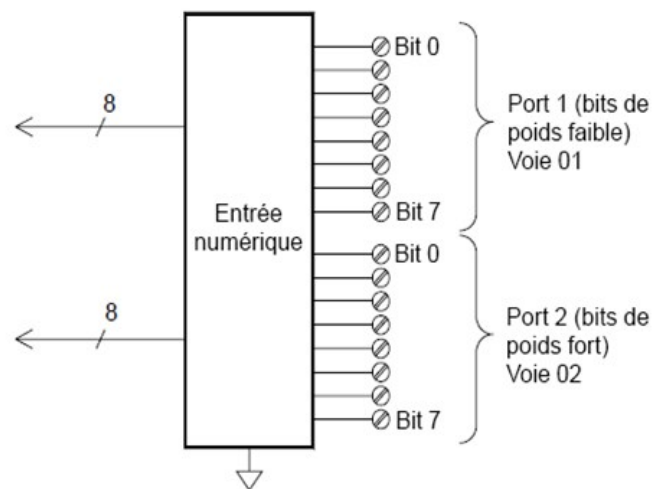 8
8
Entrée
numérique
Bit 0
Bit 7
Bit 0
Bit 7
Port 1 (bits de
poids faible)
Voie 01
Port 2 (bits de
poids fort)
Voie 02